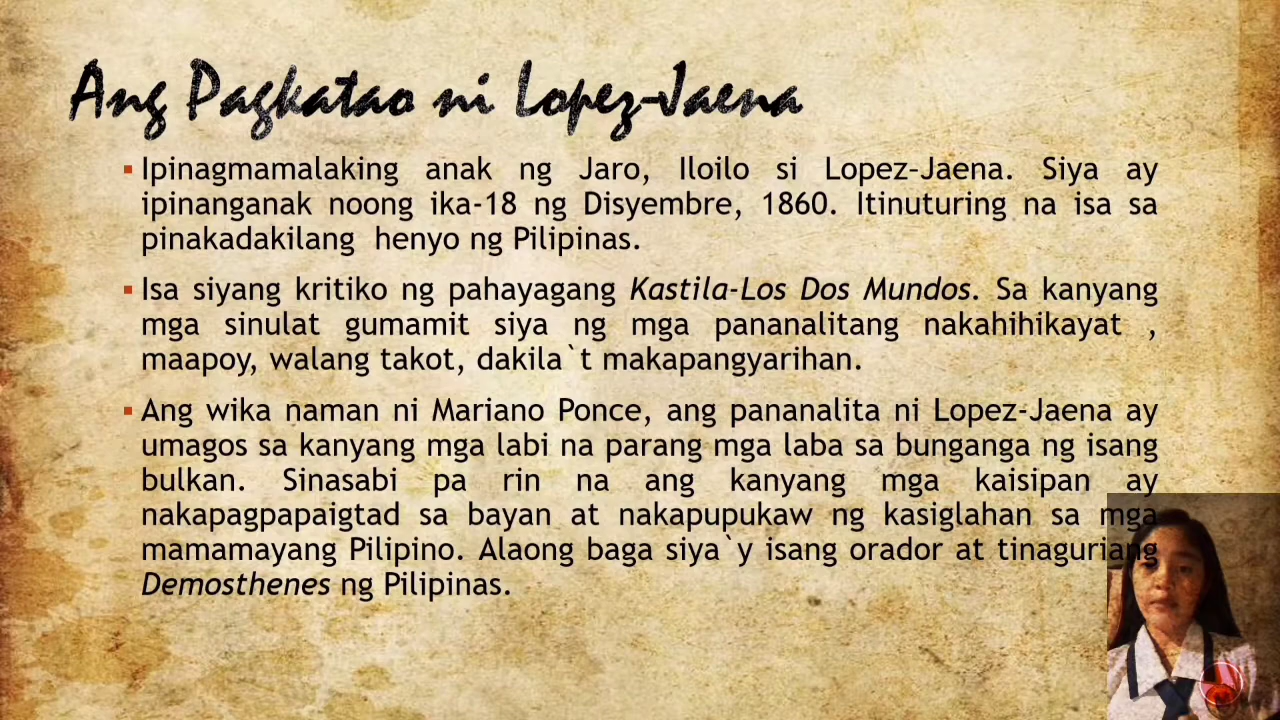 Ang Pagkatao ni Lopez-Jaena
▪ Ipinagmamalaking anak ng Jaro, Iloilo si Lopez-Jaena. Siya ay
ipinanganak noong ika-18 ng Disyembre, 1860. Itinuturing na isa sa
pinakadakilang henyo ng Pilipinas.
▪ Isa siyang kritiko ng pahayagang Kastila-Los Dos Mundos. Sa kanyang
mga sinulat gumamit siya ng mga pananalitang nakahihikayat ,
maapoy, walang takot, dakila`t makapangyarihan.
▪ Ang wika naman ni Mariano Ponce, ang pananalita ni Lopez-Jaena ay
umagos sa kanyang mga labi na parang mga laba sa bunganga ng isang
bulkan. Sinasabi pa rin na ang kanyang mga kaisipan ay
nakapagpapaigtad sa bayan at nakapupukaw ng kasiglahan sa mga
mamamayang Pilipino. Alaong baga siya`y isang orador at tinaguriang
Demosthenes ng Pilipinas.